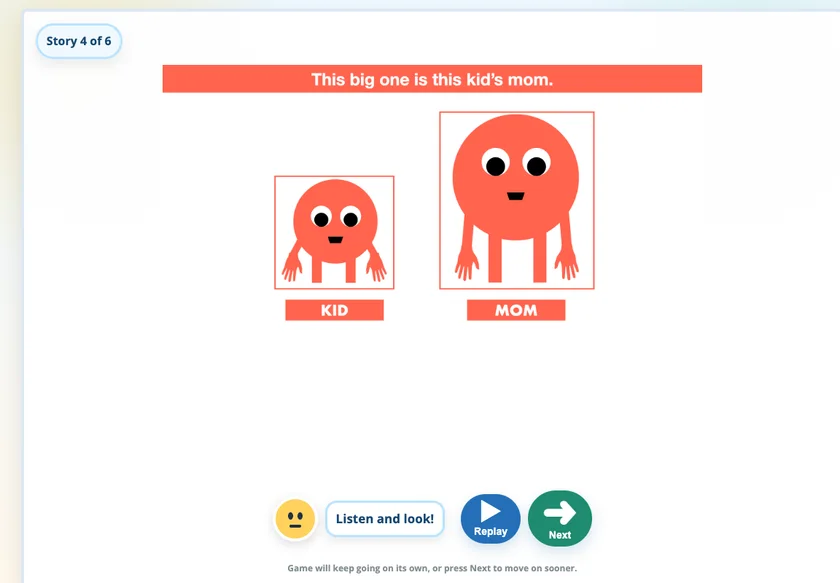 Story 4 of 6
This big one is this kid’s mom.
KID
MOM
Listen and look!
Replay
Next
Game will keep going on its own, or press Next to move on sooner.